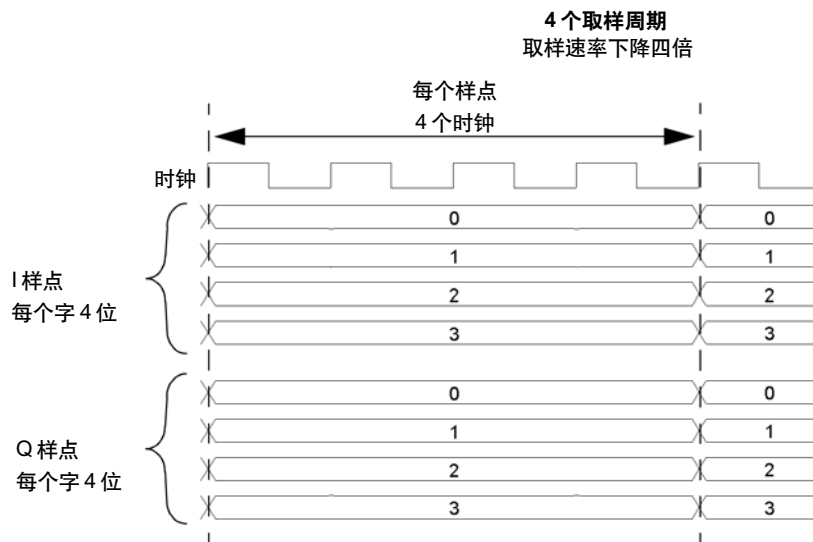 4 个取样周期
取样速率下降四倍
每个样点
4 个时钟
时钟
0 0
1 1
I 样点
每个字 4 位
2 2
3 3
0 0
1 1
Q 样点
每个字 4 位
2 2
3 3